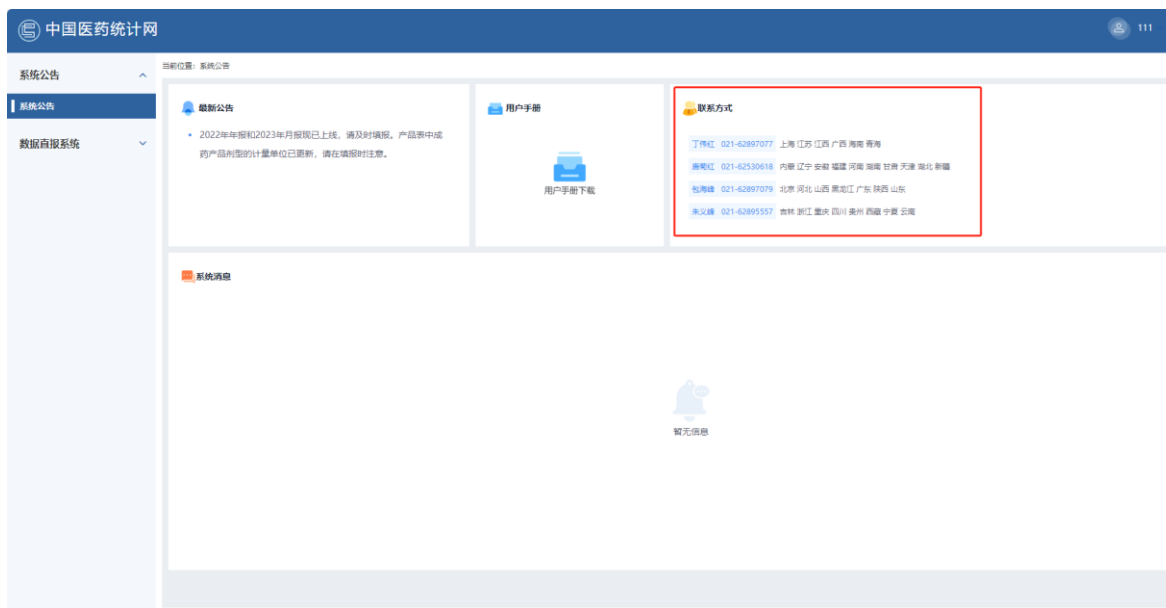 中国医药统计网
111
系统公告
系统公告
数据直报系统
当前位置：系统公告
最新公告
2022年年报和2023年月报现已上线，请及时填报。产品表中成
药产品剂型的计量单位已更新，请在填报时注意。
用户手册
用户手册下载
联系方式
丁伟红 021-62897077 上海 江苏 江西 广西 海南 青海
唐菊红 021-62530618 内蒙 辽宁 安徽 福建 河南 湖南 甘肃 天津 湖北 新疆
包海峰 021-62897079 北京 河北 山西 黑龙江 广东 陕西 山东
朱义峰 021-62895557 吉林 浙江 重庆 四川 贵州 西藏 宁夏 云南
系统消息
暂无信息